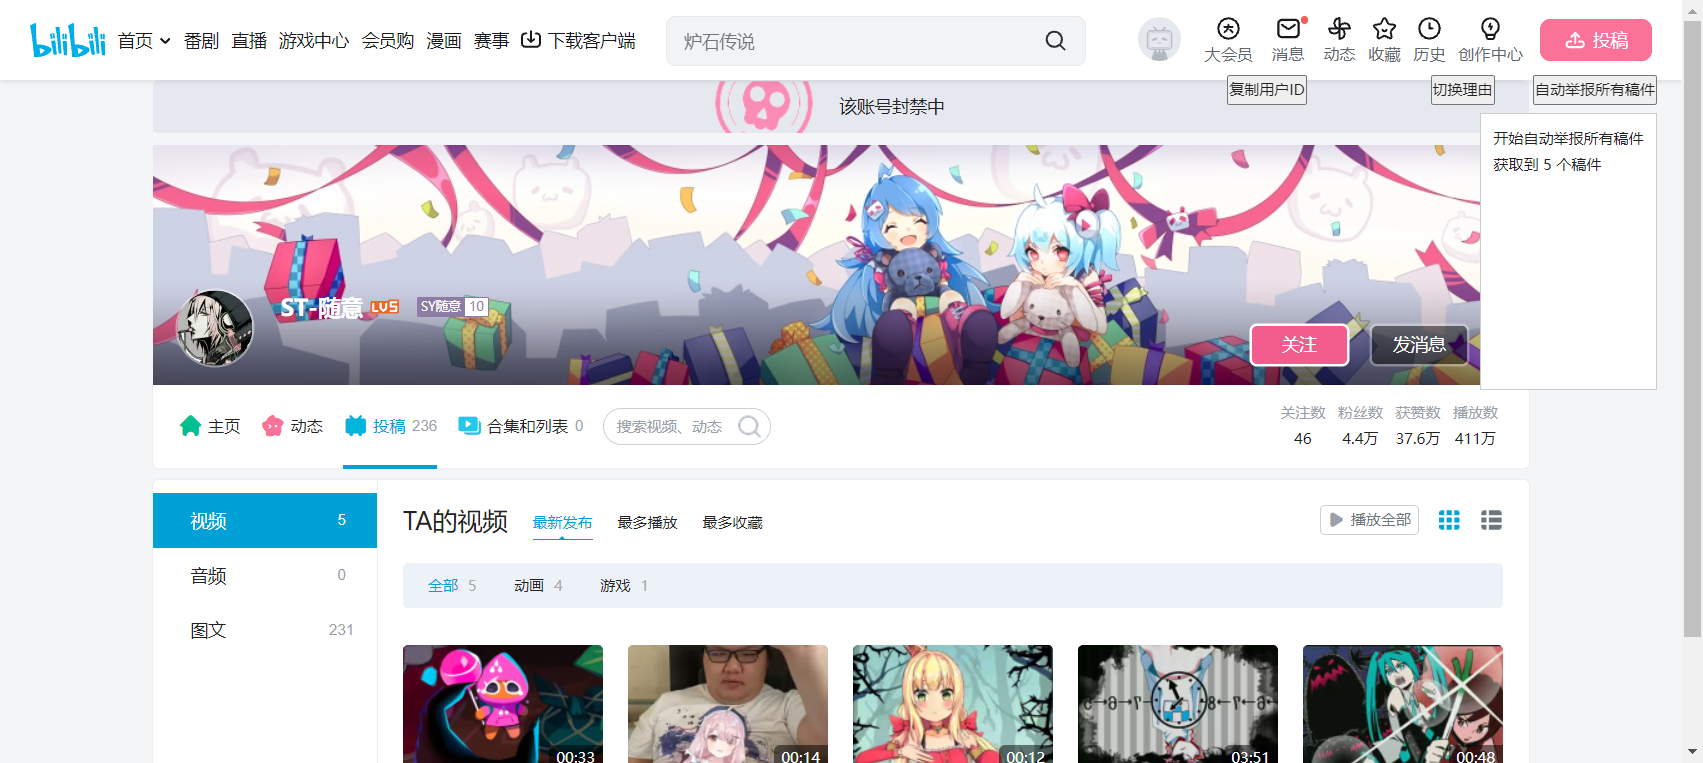 bilibili 首页 番剧 直播 游戏中心 会员购 漫画 赛事 下载客户端
炉石传说
大会员 消息 动态 收藏 历史 创作中心 投稿
复制用户ID 切换理由 自动举报所有稿件
该账号封禁中
开始自动举报所有稿件
获取到 5 个稿件
ST-随意 LV5 SY随意 10
关注 发消息
主页 动态 投稿 236 合集和列表 0 搜索视频、动态
关注数 粉丝数 获赞数 播放数
46 4.4万 37.6万 411万
视频 5
音频 0
图文 231
TA的视频 最新发布 最多播放 最多收藏 播放全部
全部 5 动画 4 游戏 1
00:33 00:14 00:12 03:51 00:48